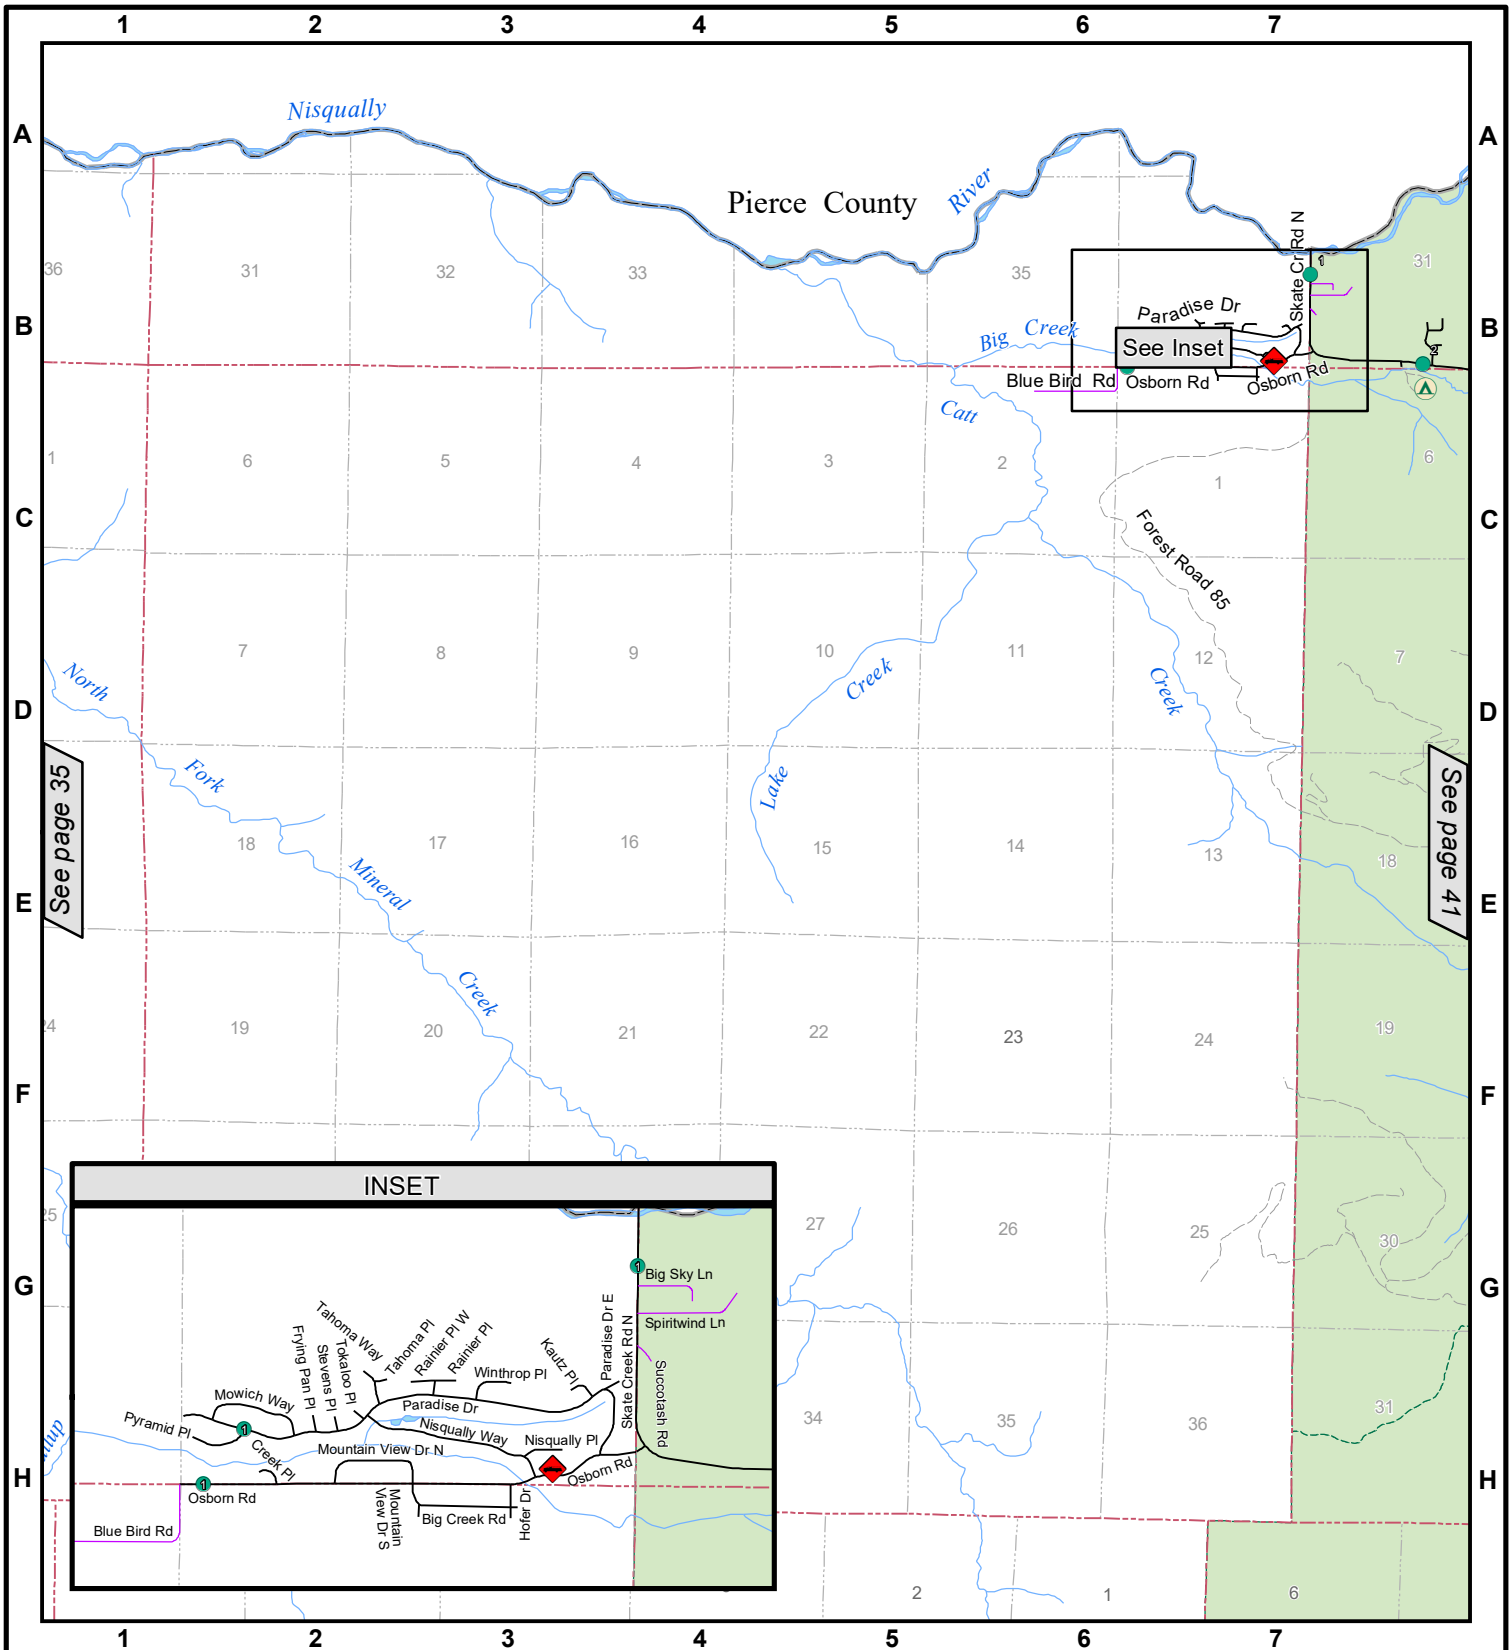 1 2 3 4 5 6 7
A A
Nisqually
River
Pierce County
Skate Cr Rd N
1
36 31 32 33 35 31
B B
Paradise Dr
Big Creek
See Inset
2
Blue Bird Rd Osborn Rd Osborn Rd
Catt
1 6 5 4 3 2 1 6
C C
Forest Road 85
7 8 9 10 11 12 7
North
Creek
Creek
D D
Fork
Lake
See page 35
See page 41
18 17 16 15 14 13 18
Mineral
E E
Creek
24 19 20 21 22 23 24 19
F F
INSET
25 27 26 25 30
G G
1
Big Sky Ln
Spiritwind Ln
Paradise Dr E
Skate Creek Rd N
Succotash Rd
Tahoma Way
Tahoma Pl
Rainier Pl W
Rainier Pl
Kautz Pl
Winthrop Pl
Frying Pan Pl
Stevens Pl
Tokaloo Pl
Mowich Way
Paradise Dr
Pyramid Pl
1
Nisqually Way
Nisqually Pl
Creek Pl
Mountain View Dr N
Osborn Rd
34 35 36 31
H H
1
Osborn Rd
Mountain
View Dr S
Big Creek Rd
Hofer Dr
Blue Bird Rd
2 1 6
1 2 3 4 5 6 7